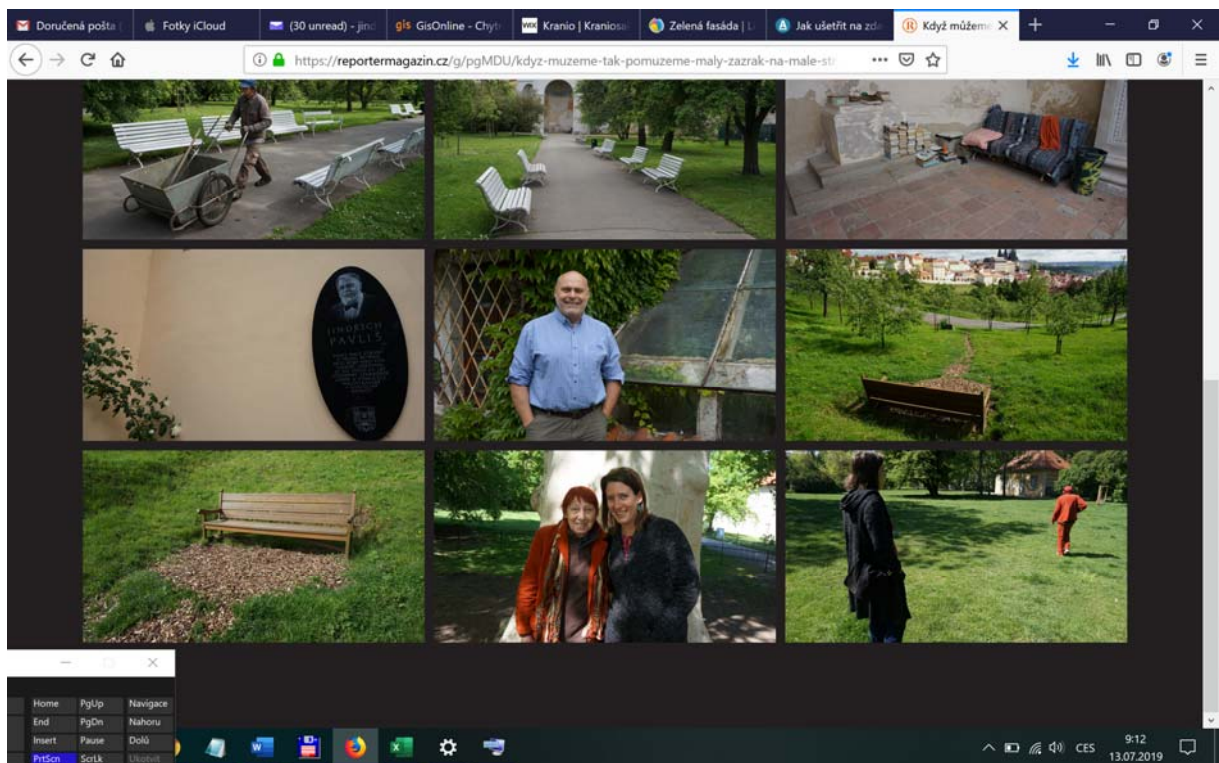 Doručená pošta (
Fotky iCloud
(30 unread) - jind
GisOnline - Chyt
Kranio | Kraniosa
Zelená fasáda | L
Jak ušetřit na zde
Když můžeme
https://reportermagazin.cz/g/pgMDU/kdyz-muzeme-tak-pomuzeme-maly-zazrak-na-male-str
JINDŘICH
PAVLIŠ
Home PgUp Navigace
End PgDn Nahoru
Insert Pause Dolů
PrtScn ScrLk Ukotvit
CES
9:12
13.07.2019